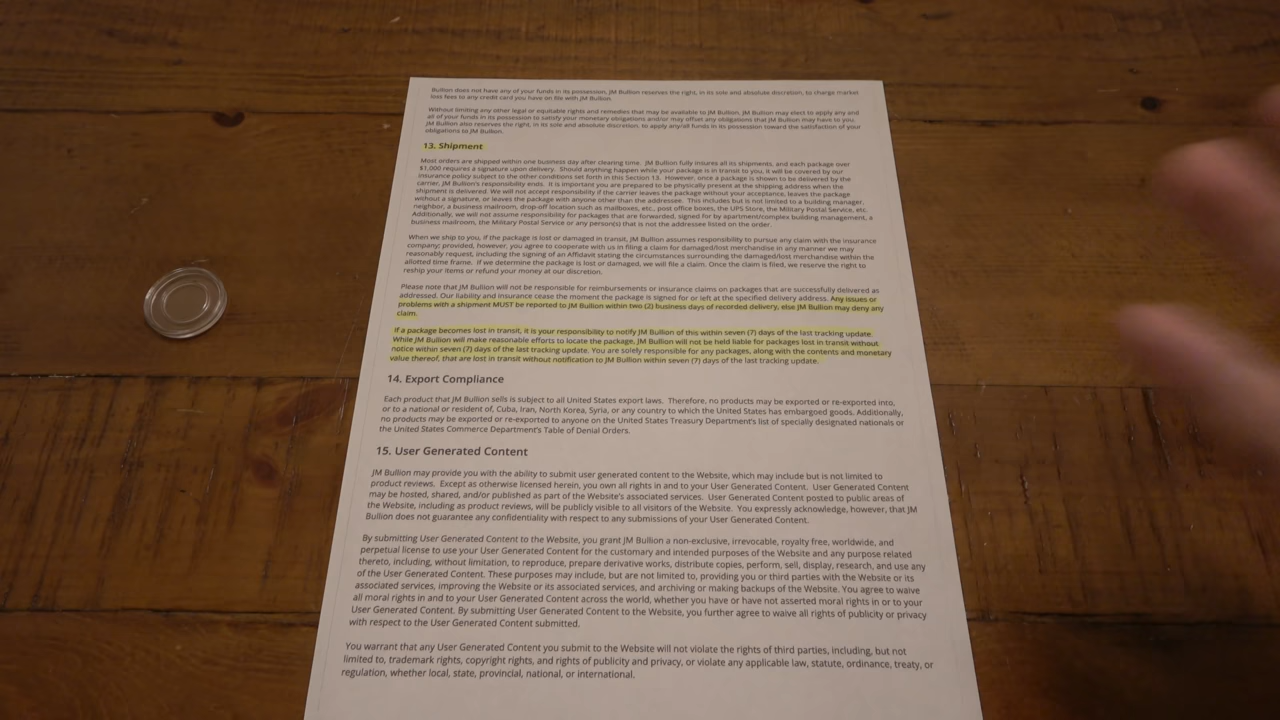 Bullion does not have any of your funds in its possession, JM Bullion reserves the right, in its sole and absolute discretion, to charge market
loss fees to any credit card you have on file with JM Bullion.
Without limiting any other legal or equitable rights and remedies that may be available to JM Bullion, JM Bullion may elect to apply any and
all of your funds in its possession to satisfy your monetary obligations and/or may offset any obligations that JM Bullion may have to you.
JM Bullion also reserves the right, in its sole and absolute discretion, to apply any/all funds in its possession toward the satisfaction of your
obligations to JM Bullion.
13. Shipment
Most orders are shipped within one business day after clearing time. JM Bullion fully insures all its shipments, and each package over
$1,000 requires a signature upon delivery. Should anything happen while your package is in transit to you, it will be covered by our
insurance policy subject to the other conditions set forth in this Section 13. However, once a package is shown to be delivered by the
carrier, JM Bullion's responsibility ends. It is important you are prepared to be physically present at the shipping address when the
shipment is delivered. We will not accept responsibility if the carrier leaves the package without your acceptance, leaves the package
without a signature, or leaves the package with anyone other than the addressee. This includes but is not limited to a building manager,
neighbor, a business mailroom, drop-off location such as mailboxes, etc., post office boxes, the UPS Store, the Military Postal Service, etc.
Additionally, we will not assume responsibility for packages that are forwarded, signed for by apartment/complex building management, a
business mailroom, the Military Postal Service or any person(s) that is not the addressee listed on the order.
When we ship to you, if the package is lost or damaged in transit, JM Bullion assumes responsibility to pursue any claim with the insurance
company; provided, however, you agree to cooperate with us in filing a claim for damaged/lost merchandise in any manner we may
reasonably request, including the signing of an Affidavit stating the circumstances surrounding the damaged/lost merchandise within the
allotted time frame. If we determine the package is lost or damaged, we will file a claim. Once the claim is filed, we reserve the right to
reship your items or refund your money at our discretion.
Please note that JM Bullion will not be responsible for reimbursements or insurance claims on packages that are successfully delivered as
addressed. Our liability and insurance cease the moment the package is signed for or left at the specified delivery address. Any issues or
problems with a shipment MUST be reported to JM Bullion within two (2) business days of recorded delivery, else JM Bullion may deny any
claim.
If a package becomes lost in transit, it is your responsibility to notify JM Bullion of this within seven (7) days of the last tracking update.
While JM Bullion will make reasonable efforts to locate the package, JM Bullion will not be held liable for packages lost in transit without
notice within seven (7) days of the last tracking update. You are solely responsible for any packages, along with the contents and monetary
value thereof, that are lost in transit without notification to JM Bullion within seven (7) days of the last tracking update.
14. Export Compliance
Each product that JM Bullion sells is subject to all United States export laws. Therefore, no products may be exported or re-exported into,
or to a national or resident of, Cuba, Iran, North Korea, Syria, or any country to which the United States has embargoed goods. Additionally,
no products may be exported or re-exported to anyone on the United States Treasury Department's list of specially designated nationals or
the United States Commerce Department's Table of Denial Orders.
15. User Generated Content
JM Bullion may provide you with the ability to submit user generated content to the Website, which may include but is not limited to
product reviews. Except as otherwise licensed herein, you own all rights in and to your User Generated Content. User Generated Content
may be hosted, shared, and/or published as part of the Website's associated services. User Generated Content posted to public areas of
the Website, including as product reviews, will be publicly visible to all visitors of the Website. You expressly acknowledge, however, that JM
Bullion does not guarantee any confidentiality with respect to any submissions of your User Generated Content.
By submitting User Generated Content to the Website, you grant JM Bullion a non-exclusive, irrevocable, royalty free, worldwide, and
perpetual license to use your User Generated Content for the customary and intended purposes of the Website and any purpose related
thereto, including, without limitation, to reproduce, prepare derivative works, distribute copies, perform, sell, display, research, and use any
of the User Generated Content. These purposes may include, but are not limited to, providing you or third parties with the Website or its
associated services, improving the Website or its associated services, and archiving or making backups of the Website. You agree to waive
all moral rights in and to your User Generated Content across the world, whether you have or have not asserted moral rights in or to your
User Generated Content. By submitting User Generated Content to the Website, you further agree to waive all rights of publicity or privacy
with respect to the User Generated Content submitted.
You warrant that any User Generated Content you submit to the Website will not violate the rights of third parties, including, but not
limited to, trademark rights, copyright rights, and rights of publicity and privacy, or violate any applicable law, statute, ordinance, treaty, or
regulation, whether local, state, provincial, national, or international.